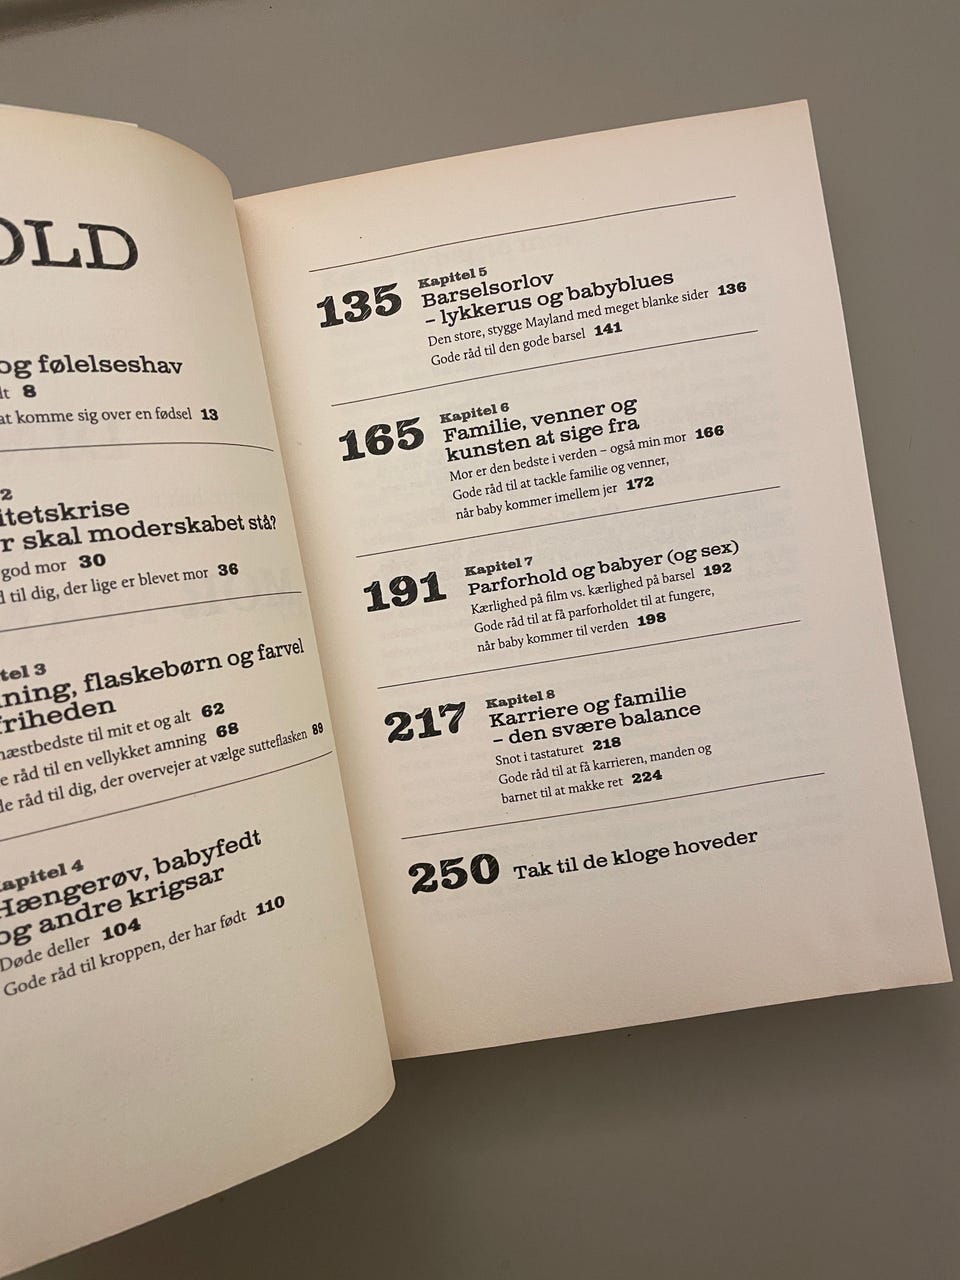 OLD
og følelseshav
lt 8
at komme sig over en fødsel 13
2
itetskrise
r skal moderskabet stå?
god mor 30
d til dig, der lige er blevet mor 36
tel 3
ning, flaskebørn og farvel
friheden
næstbedste til mit et og alt 62
e råd til en vellykket amning 68
de råd til dig, der overvejer at vælge sutteflasken 89
apitel 4
Hængerøv, babyfedt
og andre krigsar
Døde deller 104
Gode råd til kroppen, der har født 110
135 Kapitel 5
Barselsorlov
– lykkerus og babyblues
Den store, stygge Mayland med meget blanke sider 136
Gode råd til den gode barsel 141
165 Kapitel 6
Familie, venner og
kunsten at sige fra
Mor er den bedste i verden – også min mor 166
Gode råd til at tackle familie og venner,
når baby kommer imellem jer 172
191 Kapitel 7
Parforhold og babyer (og sex)
Kærlighed på film vs. kærlighed på barsel 192
Gode råd til at få parforholdet til at fungere,
når baby kommer til verden 198
217 Kapitel 8
Karriere og familie
– den svære balance
Snot i tastaturet 218
Gode råd til at få karrieren, manden og
barnet til at makke ret 224
250 Tak til de kloge hoveder